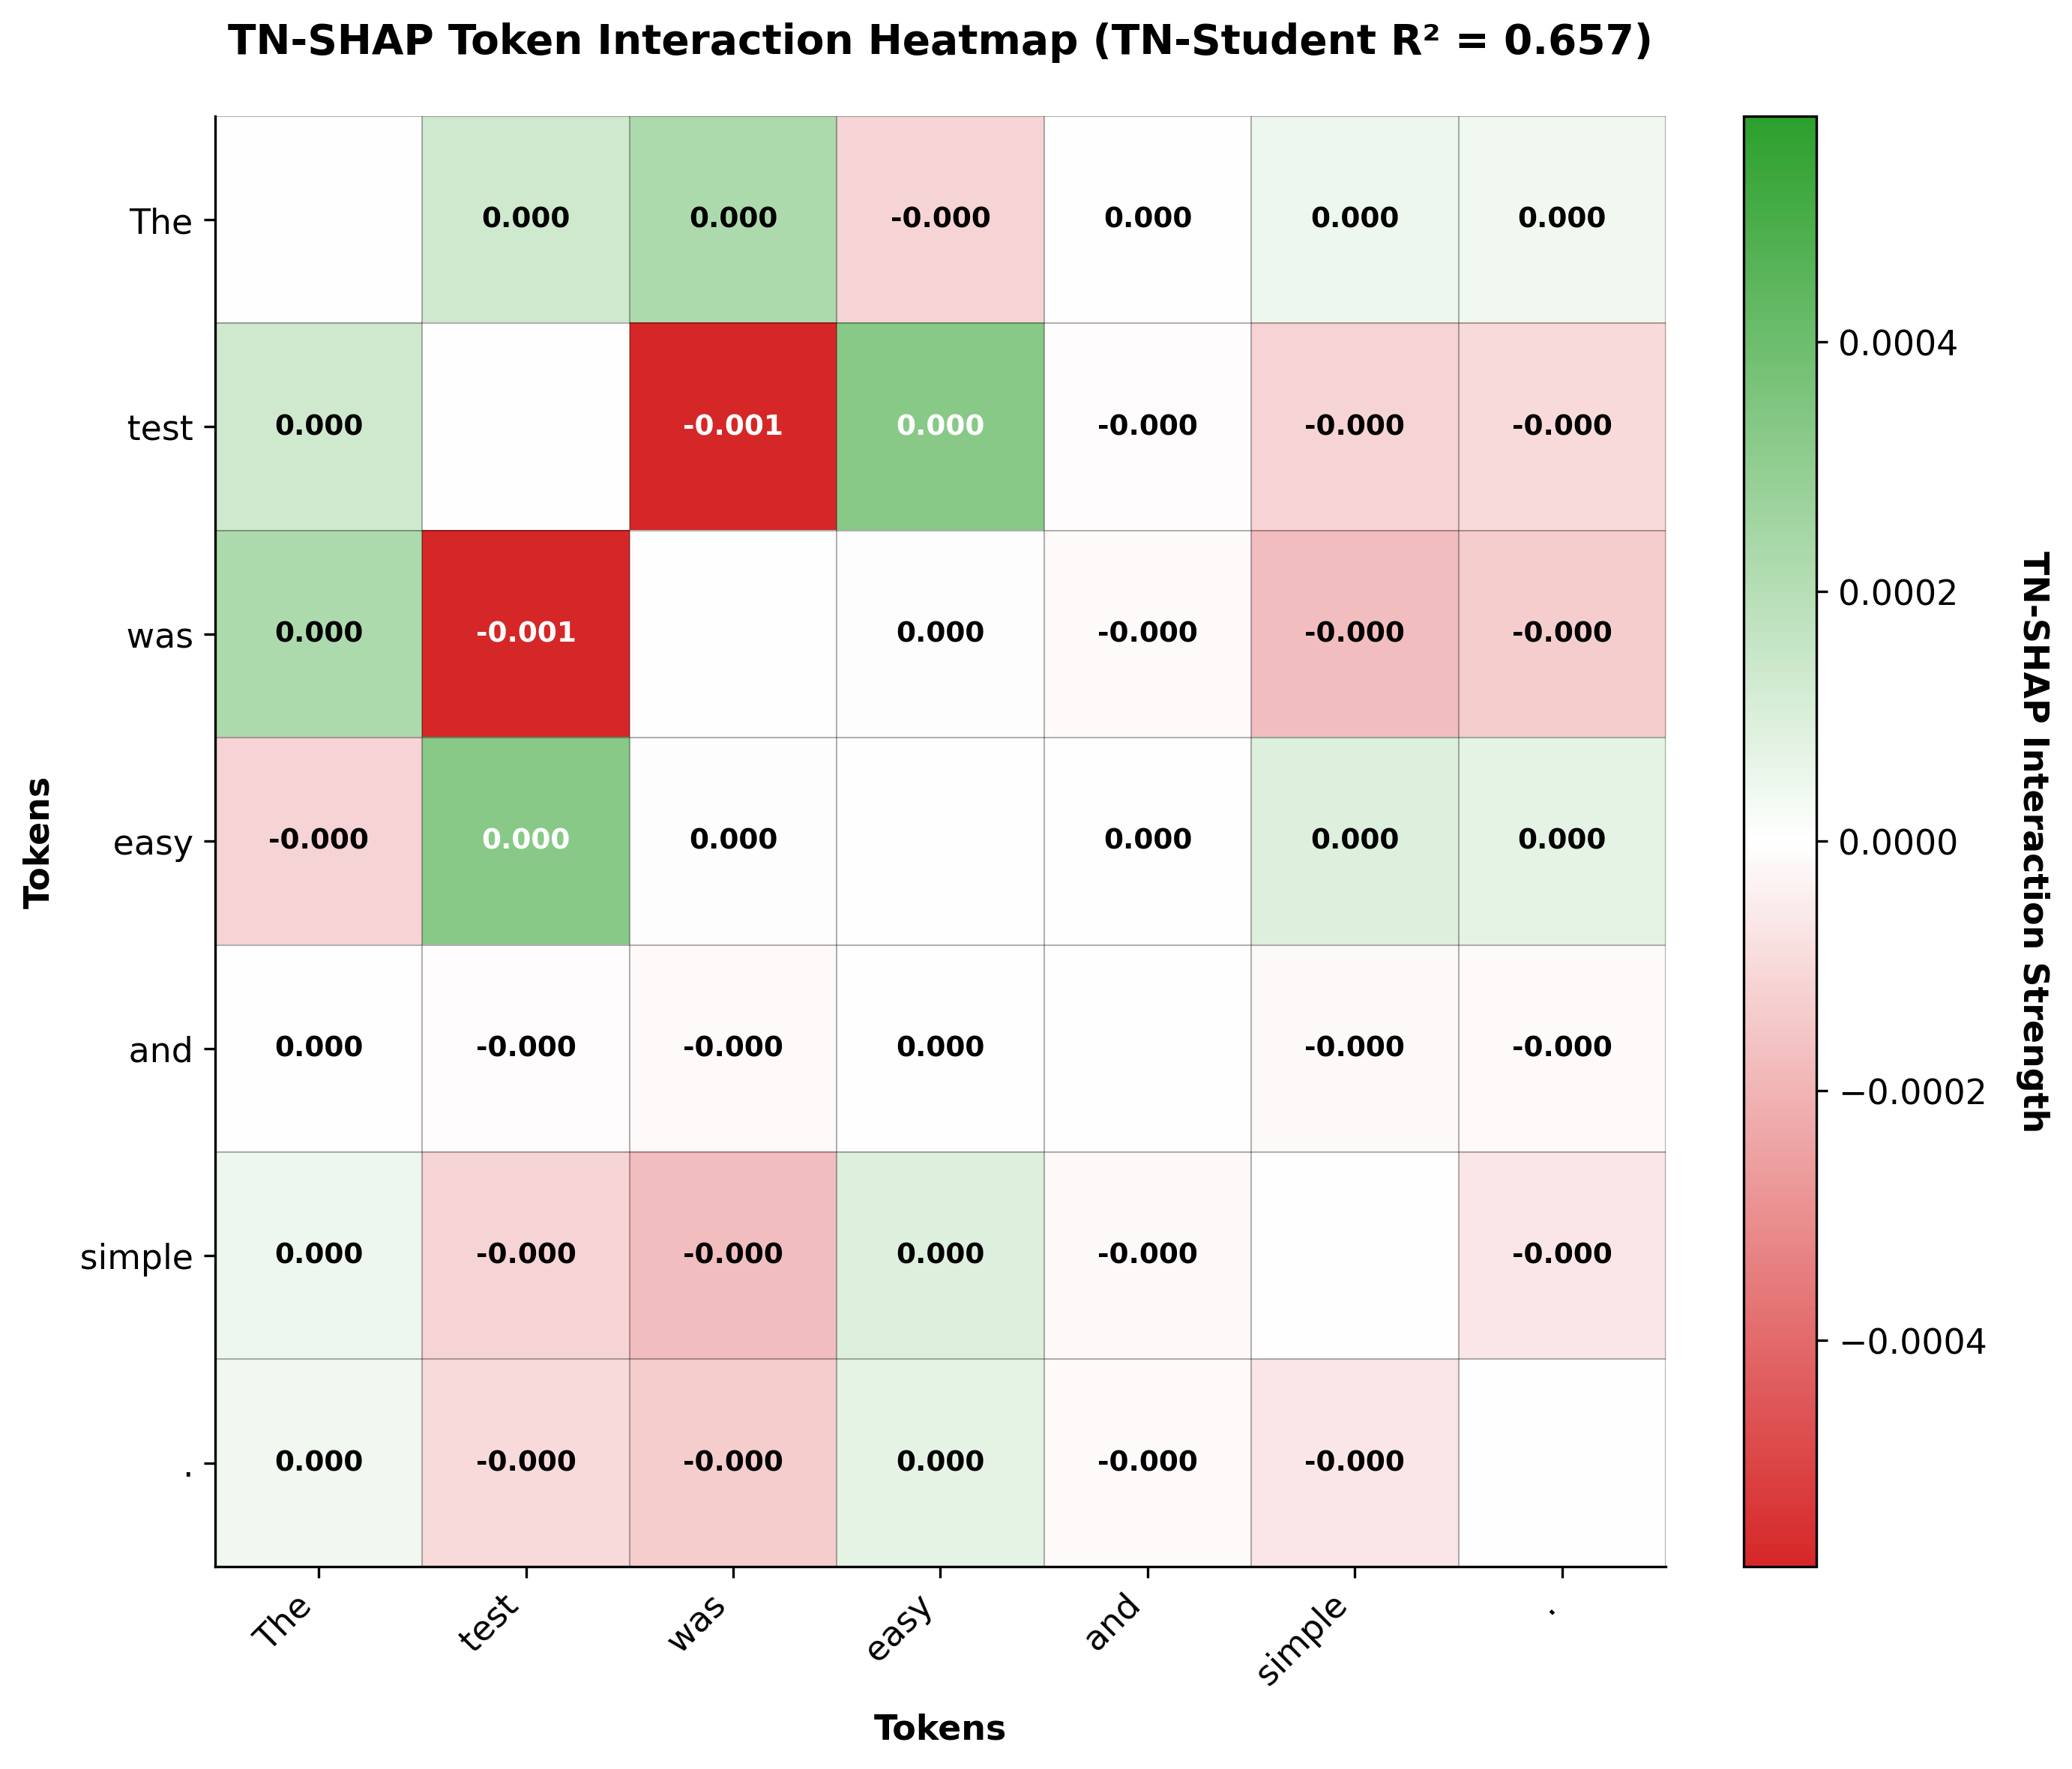 TN-SHAP Token Interaction Heatmap (TN-Student R² = 0.657)
The 0.000 0.000 -0.000 0.000 0.000 0.000
test 0.000 -0.001 0.000 -0.000 -0.000 -0.000
was 0.000 -0.001 0.000 -0.000 -0.000 -0.000
easy -0.000 0.000 0.000 0.000 0.000 0.000
and 0.000 -0.000 -0.000 0.000 -0.000 -0.000
simple 0.000 -0.000 -0.000 0.000 -0.000 -0.000
. 0.000 -0.000 -0.000 0.000 -0.000 -0.000
The test was easy and simple .
Tokens
Tokens
0.0004
0.0002
0.0000
−0.0002
−0.0004
TN-SHAP Interaction Strength